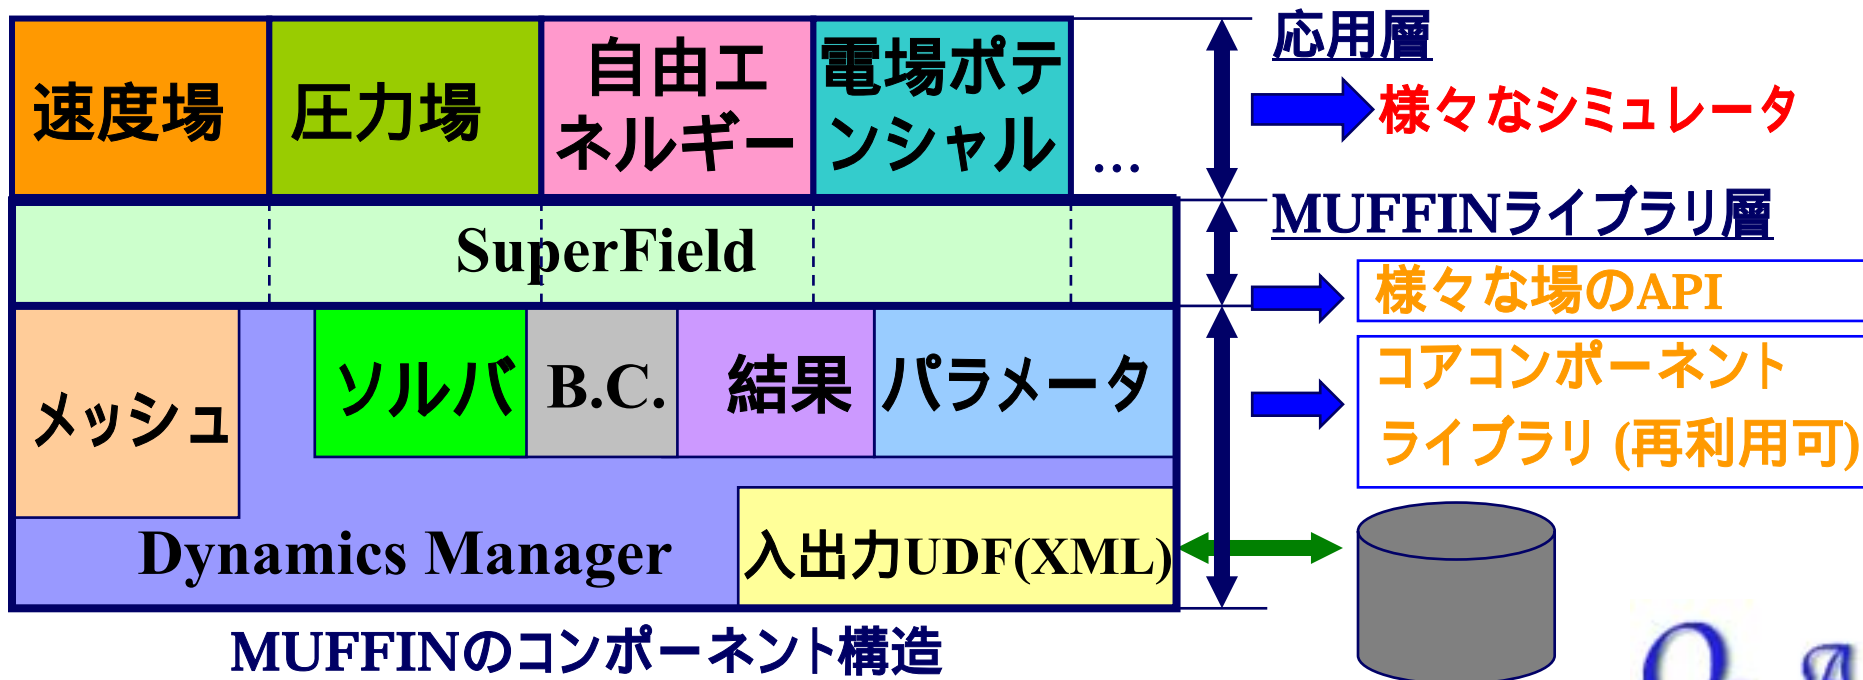 速度場
圧力場
自由エ
ネルギー
電場ポテ
ンシャル
…
応用層
様々なシミュレータ
SuperField
MUFFINライブラリ層
様々な場のAPI
メッシュ
ソルバ
B.C.
結果
パラメータ
コアコンポーネント
ライブラリ (再利用可)
Dynamics Manager
入出力UDF(XML)
MUFFINのコンポーネント構造